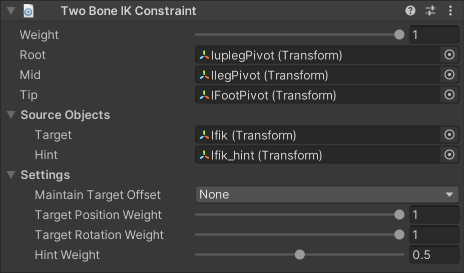 Two Bone IK Constraint
Weight 1
Root luplegPivot (Transform)
Mid llegPivot (Transform)
Tip lFootPivot (Transform)
Source Objects
Target lfik (Transform)
Hint lfik_hint (Transform)
Settings
Maintain Target Offset None
Target Position Weight 1
Target Rotation Weight 1
Hint Weight 0.5